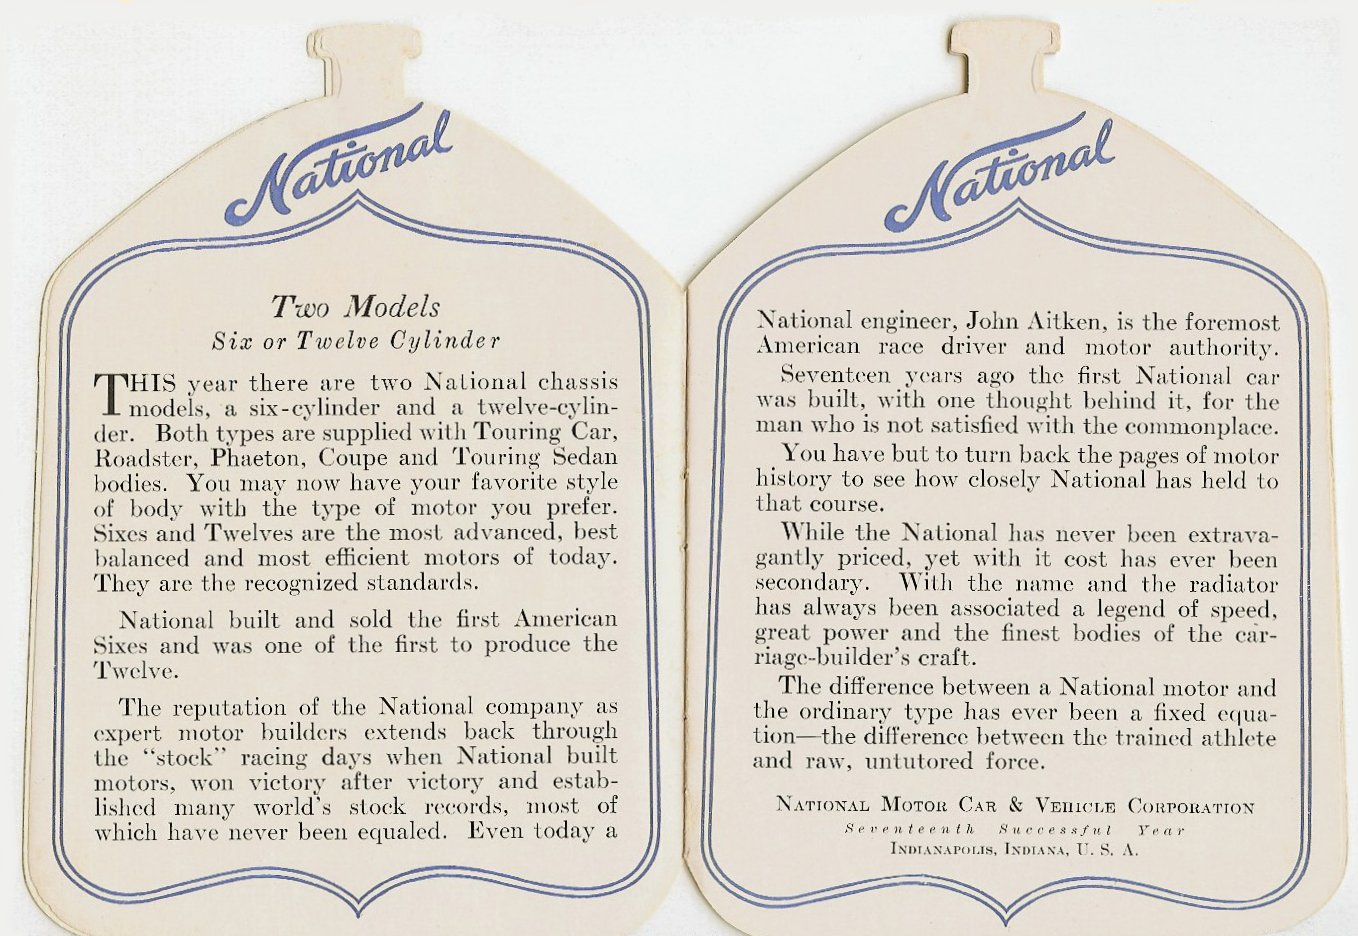 National
Two Models
Six or Twelve Cylinder
THIS year there are two National chassis
models, a six-cylinder and a twelve-cylin-
der. Both types are supplied with Touring Car,
Roadster, Phaeton, Coupe and Touring Sedan
bodies. You may now have your favorite style
of body with the type of motor you prefer.
Sixes and Twelves are the most advanced, best
balanced and most efficient motors of today.
They are the recognized standards.
National built and sold the first American
Sixes and was one of the first to produce the
Twelve.
The reputation of the National company as
expert motor builders extends back through
the "stock" racing days when National built
motors, won victory after victory and estab-
lished many world's stock records, most of
which have never been equaled. Even today a
National
National engineer, John Aitken, is the foremost
American race driver and motor authority.
Seventeen years ago the first National car
was built, with one thought behind it, for the
man who is not satisfied with the commonplace.
You have but to turn back the pages of motor
history to see how closely National has held to
that course.
While the National has never been extrava-
gantly priced, yet with it cost has ever been
secondary. With the name and the radiator
has always been associated a legend of speed,
great power and the finest bodies of the car-
riage-builder's craft.
The difference between a National motor and
the ordinary type has ever been a fixed equa-
tion—the difference between the trained athlete
and raw, untutored force.
NATIONAL MOTOR CAR & VEHICLE CORPORATION
Seventeenth Successful Year
INDIANAPOLIS, INDIANA, U. S. A.